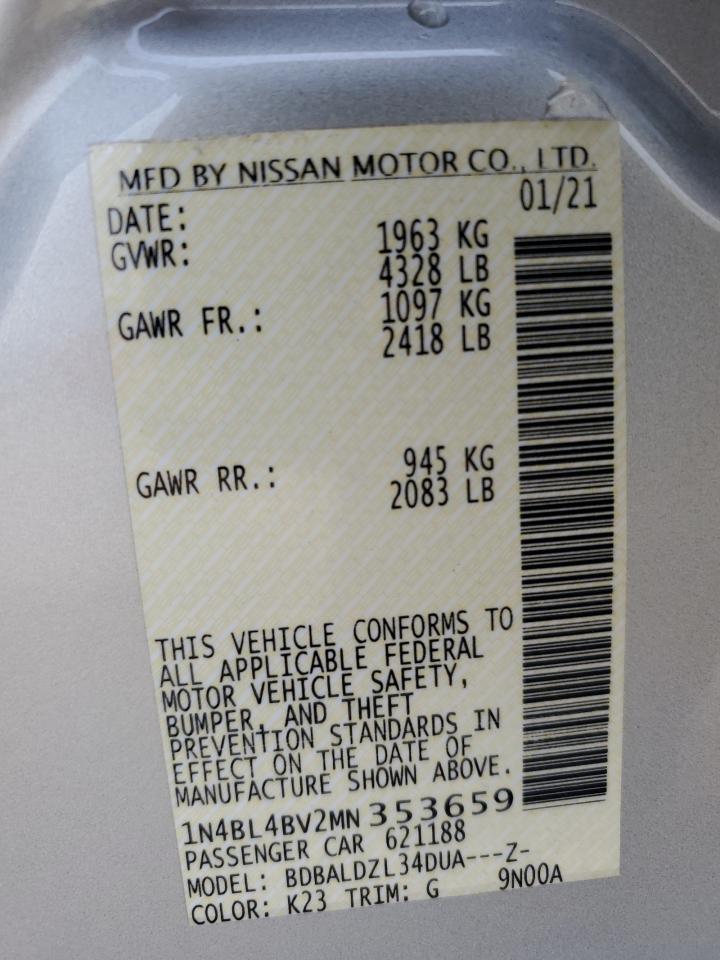 MFD BY NISSAN MOTOR CO., LTD.
DATE: 01/21
GVWR: 1963 KG
4328 LB
GAWR FR.: 1097 KG
2418 LB
GAWR RR.: 945 KG
2083 LB
THIS VEHICLE CONFORMS TO
ALL APPLICABLE FEDERAL
MOTOR VEHICLE SAFETY,
BUMPER, AND THEFT
PREVENTION STANDARDS IN
EFFECT ON THE DATE OF
MANUFACTURE SHOWN ABOVE.
1N4BL4BV2MN353659
PASSENGER CAR 621188
MODEL: BDBALDZL34DUA---Z-
COLOR: K23 TRIM: G 9N00A